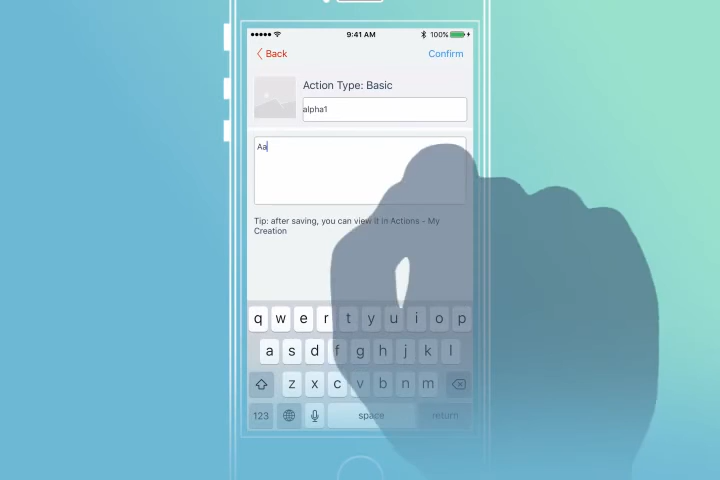 9:41 AM 100%
Back Confirm
Action Type: Basic
alpha1
Aa
Tip: after saving, you can view it in Actions - My
Creation
q w e r t y u i o p
a s d f g h j k l
z x c v b n m
123 space return